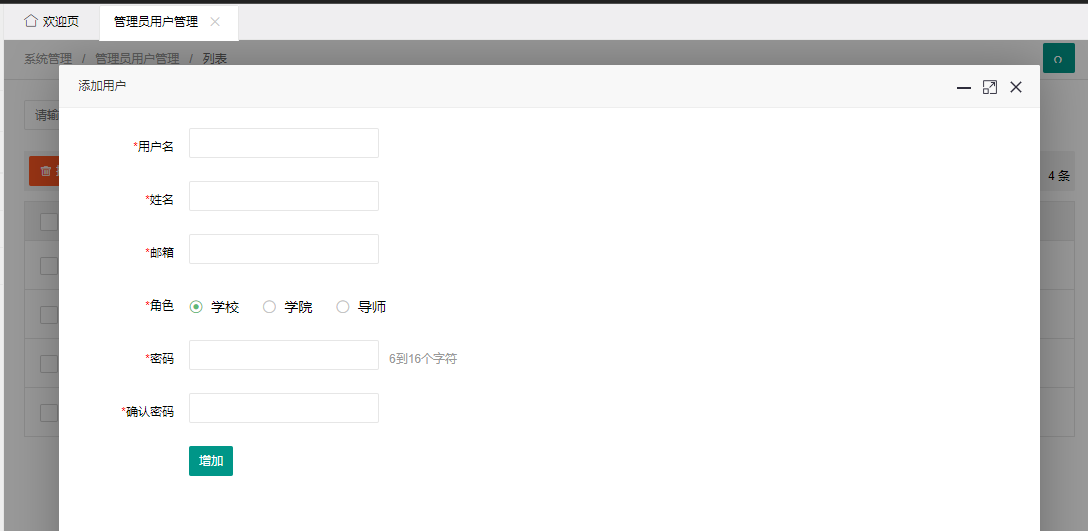 欢迎页 管理员用户管理
系统管理 / 管理员用户管理 / 列表
添加用户
请输
*用户名
*姓名
4 条
*邮箱
*角色 学校 学院 导师
*密码 6到16个字符
*确认密码
增加